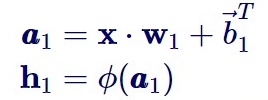 𝒂₁ = 𝐱 · 𝐰₁ + b⃗₁ᵀ
𝐡₁ = ϕ(𝒂₁)